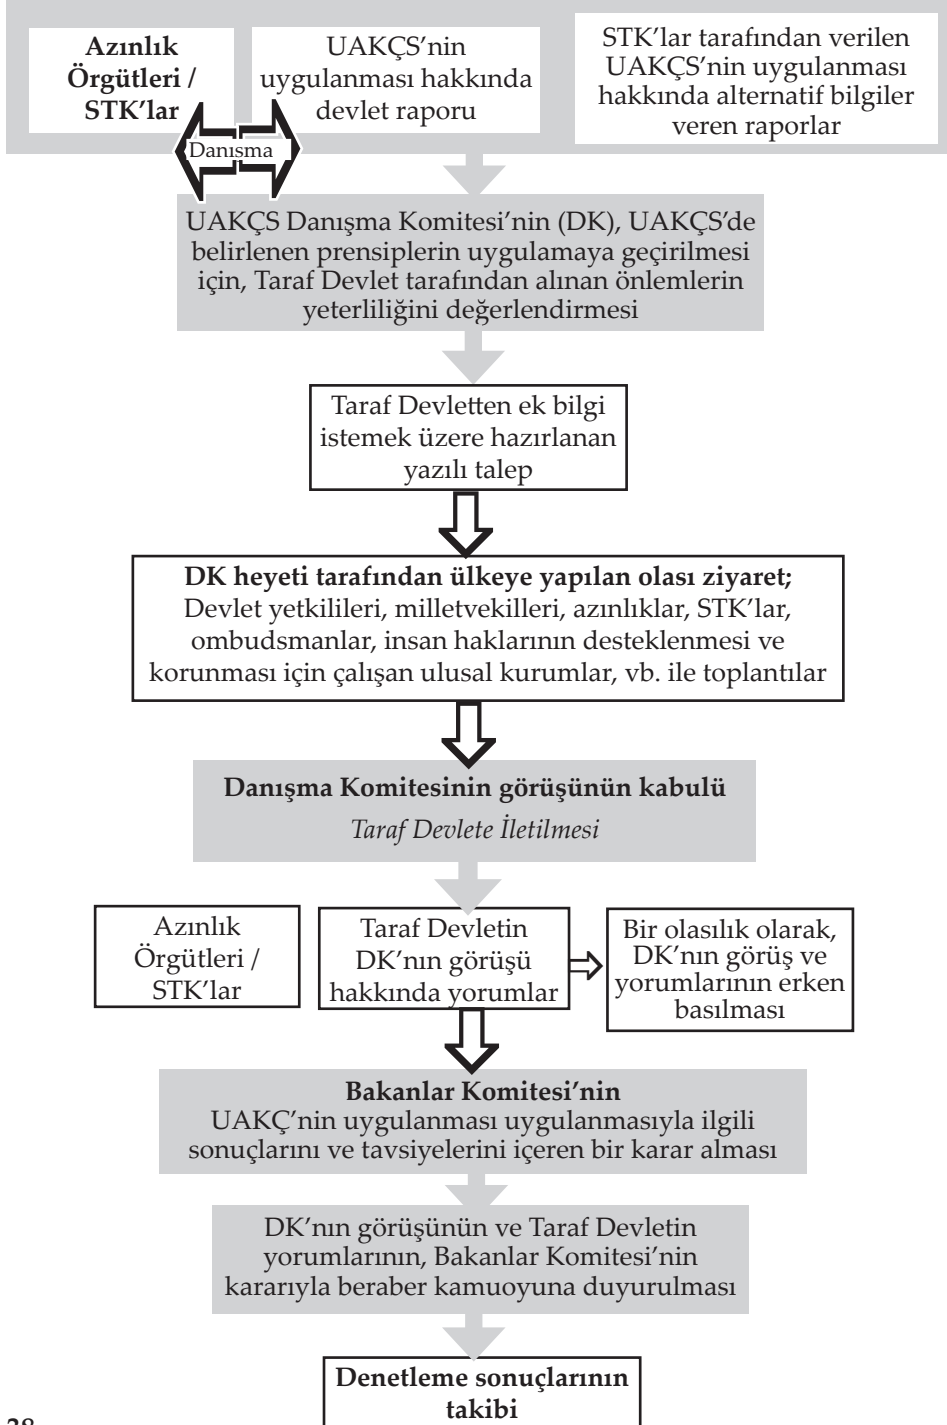 Azınlık
Örgütleri /
STK'lar
UAKÇS'nin
uygulanması hakkında
devlet raporu
STK'lar tarafından verilen
UAKÇS'nin uygulanması
hakkında alternatif bilgiler
veren raporlar
Danısma
UAKÇS Danışma Komitesi'nin (DK), UAKÇS'de
belirlenen prensiplerin uygulamaya geçirilmesi
için, Taraf Devlet tarafından alınan önlemlerin
yeterliliğini değerlendirmesi
Taraf Devletten ek bilgi
istemek üzere hazırlanan
yazılı talep
DK heyeti tarafından ülkeye yapılan olası ziyaret;
Devlet yetkilileri, milletvekilleri, azınlıklar, STK'lar,
ombudsmanlar, insan haklarının desteklenmesi ve
korunması için çalışan ulusal kurumlar, vb. ile toplantılar
Danışma Komitesinin görüşünün kabulü
Taraf Devlete İletilmesi
Azınlık
Örgütleri /
STK'lar
Taraf Devletin
DK'nın görüşü
hakkında yorumlar
Bir olasılık olarak,
DK'nın görüş ve
yorumlarının erken
basılması
Bakanlar Komitesi'nin
UAKÇ'nin uygulanması uygulanmasıyla ilgili
sonuçlarını ve tavsiyelerini içeren bir karar alması
DK'nın görüşünün ve Taraf Devletin
yorumlarının, Bakanlar Komitesi'nin
kararıyla beraber kamuoyuna duyurulması
Denetleme sonuçlarının
takibi